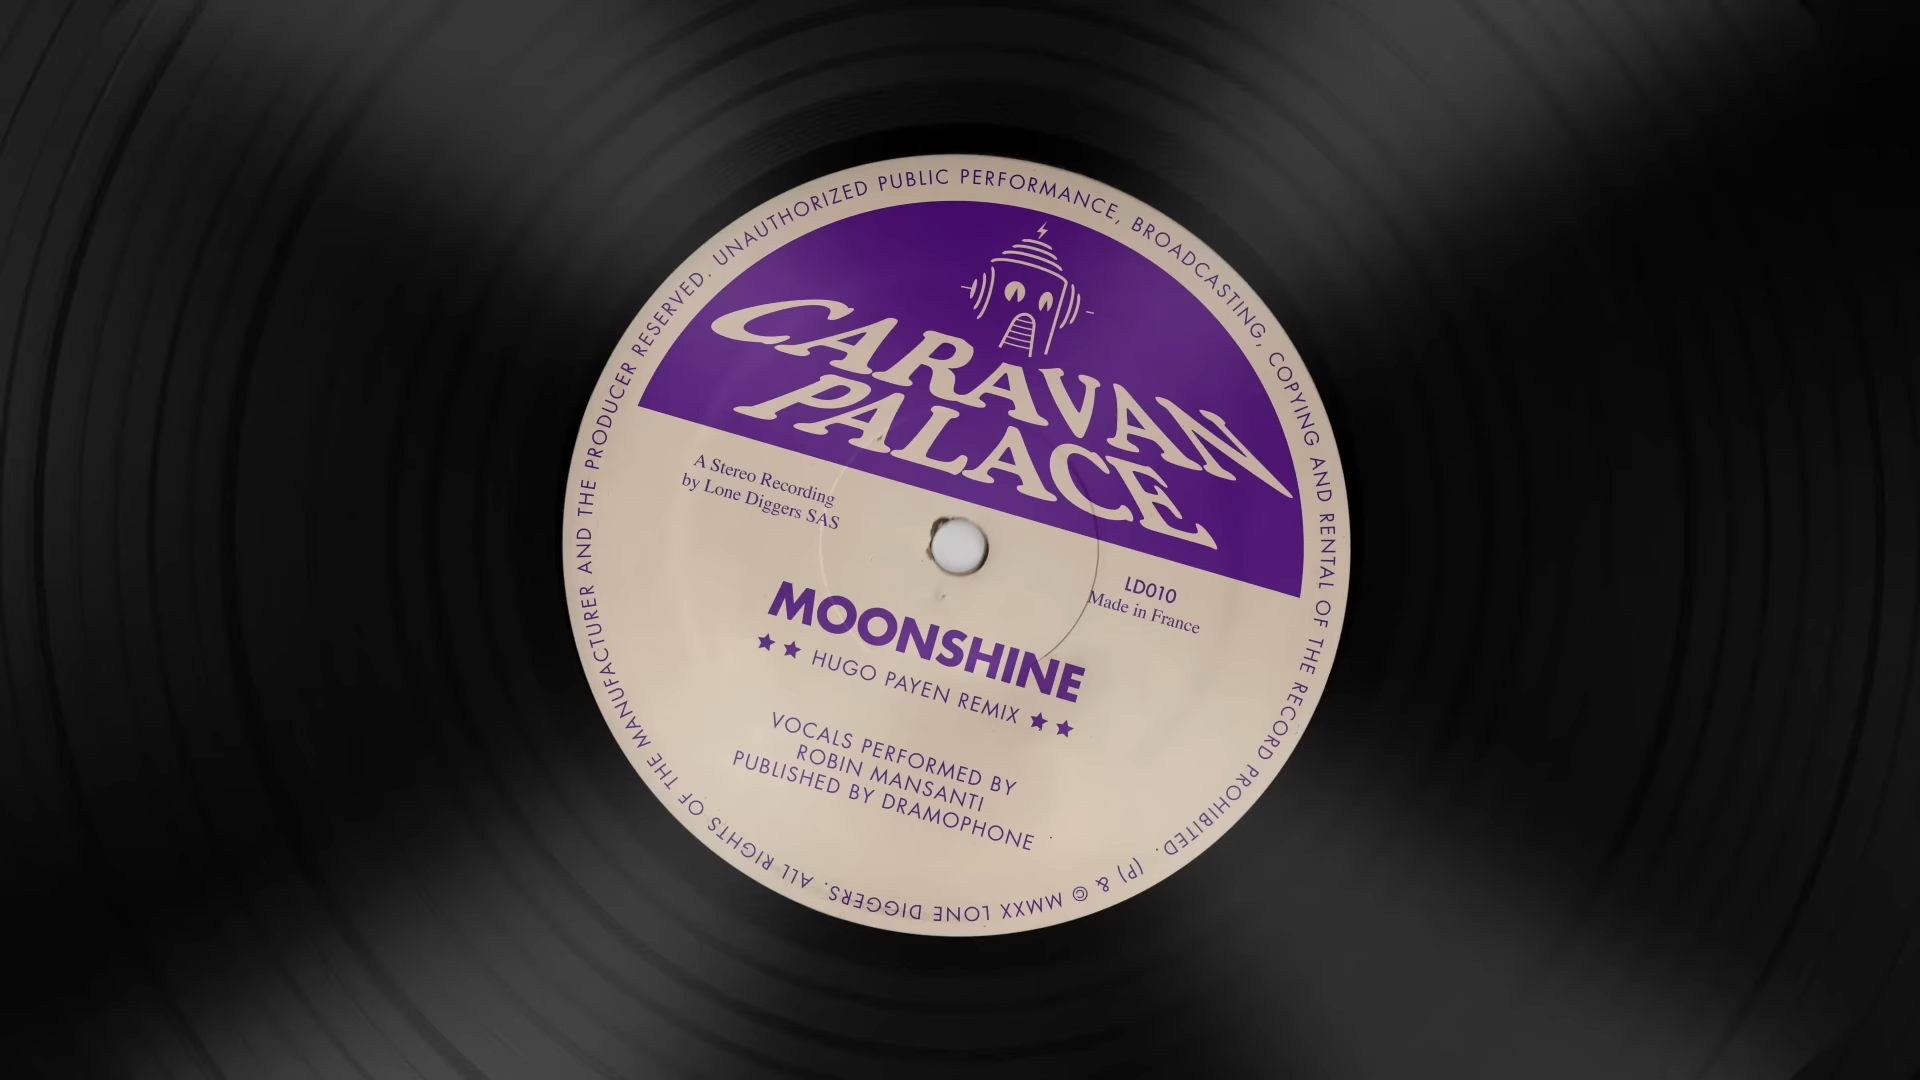 CARAVAN
PALACE
A Stereo Recording
by Lone Diggers SAS
LD010
Made in France
MOONSHINE
★ ★ HUGO PAYEN REMIX ★ ★
VOCALS PERFORMED BY
ROBIN MANSANTI
PUBLISHED BY DRAMOPHONE
(P) & © MMXX LONE DIGGERS. ALL RIGHTS OF THE MANUFACTURER AND THE PRODUCER RESERVED. UNAUTHORIZED PUBLIC PERFORMANCE, BROADCASTING, COPYING AND RENTAL OF THE RECORD PROHIBITED.